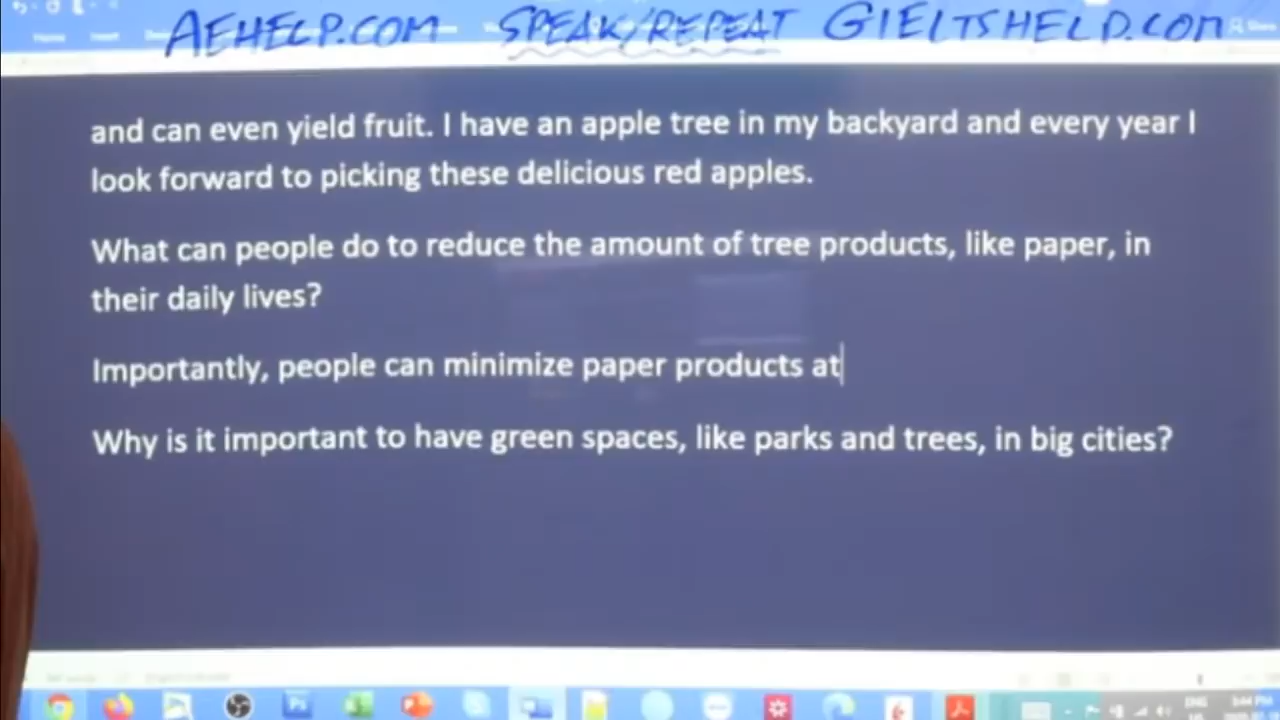 AEHELP.COM SPEAK/REPEAT GIELTSHELP.COM
and can even yield fruit. I have an apple tree in my backyard and every year I
look forward to picking these delicious red apples.
What can people do to reduce the amount of tree products, like paper, in
their daily lives?
Importantly, people can minimize paper products at
Why is it important to have green spaces, like parks and trees, in big cities?